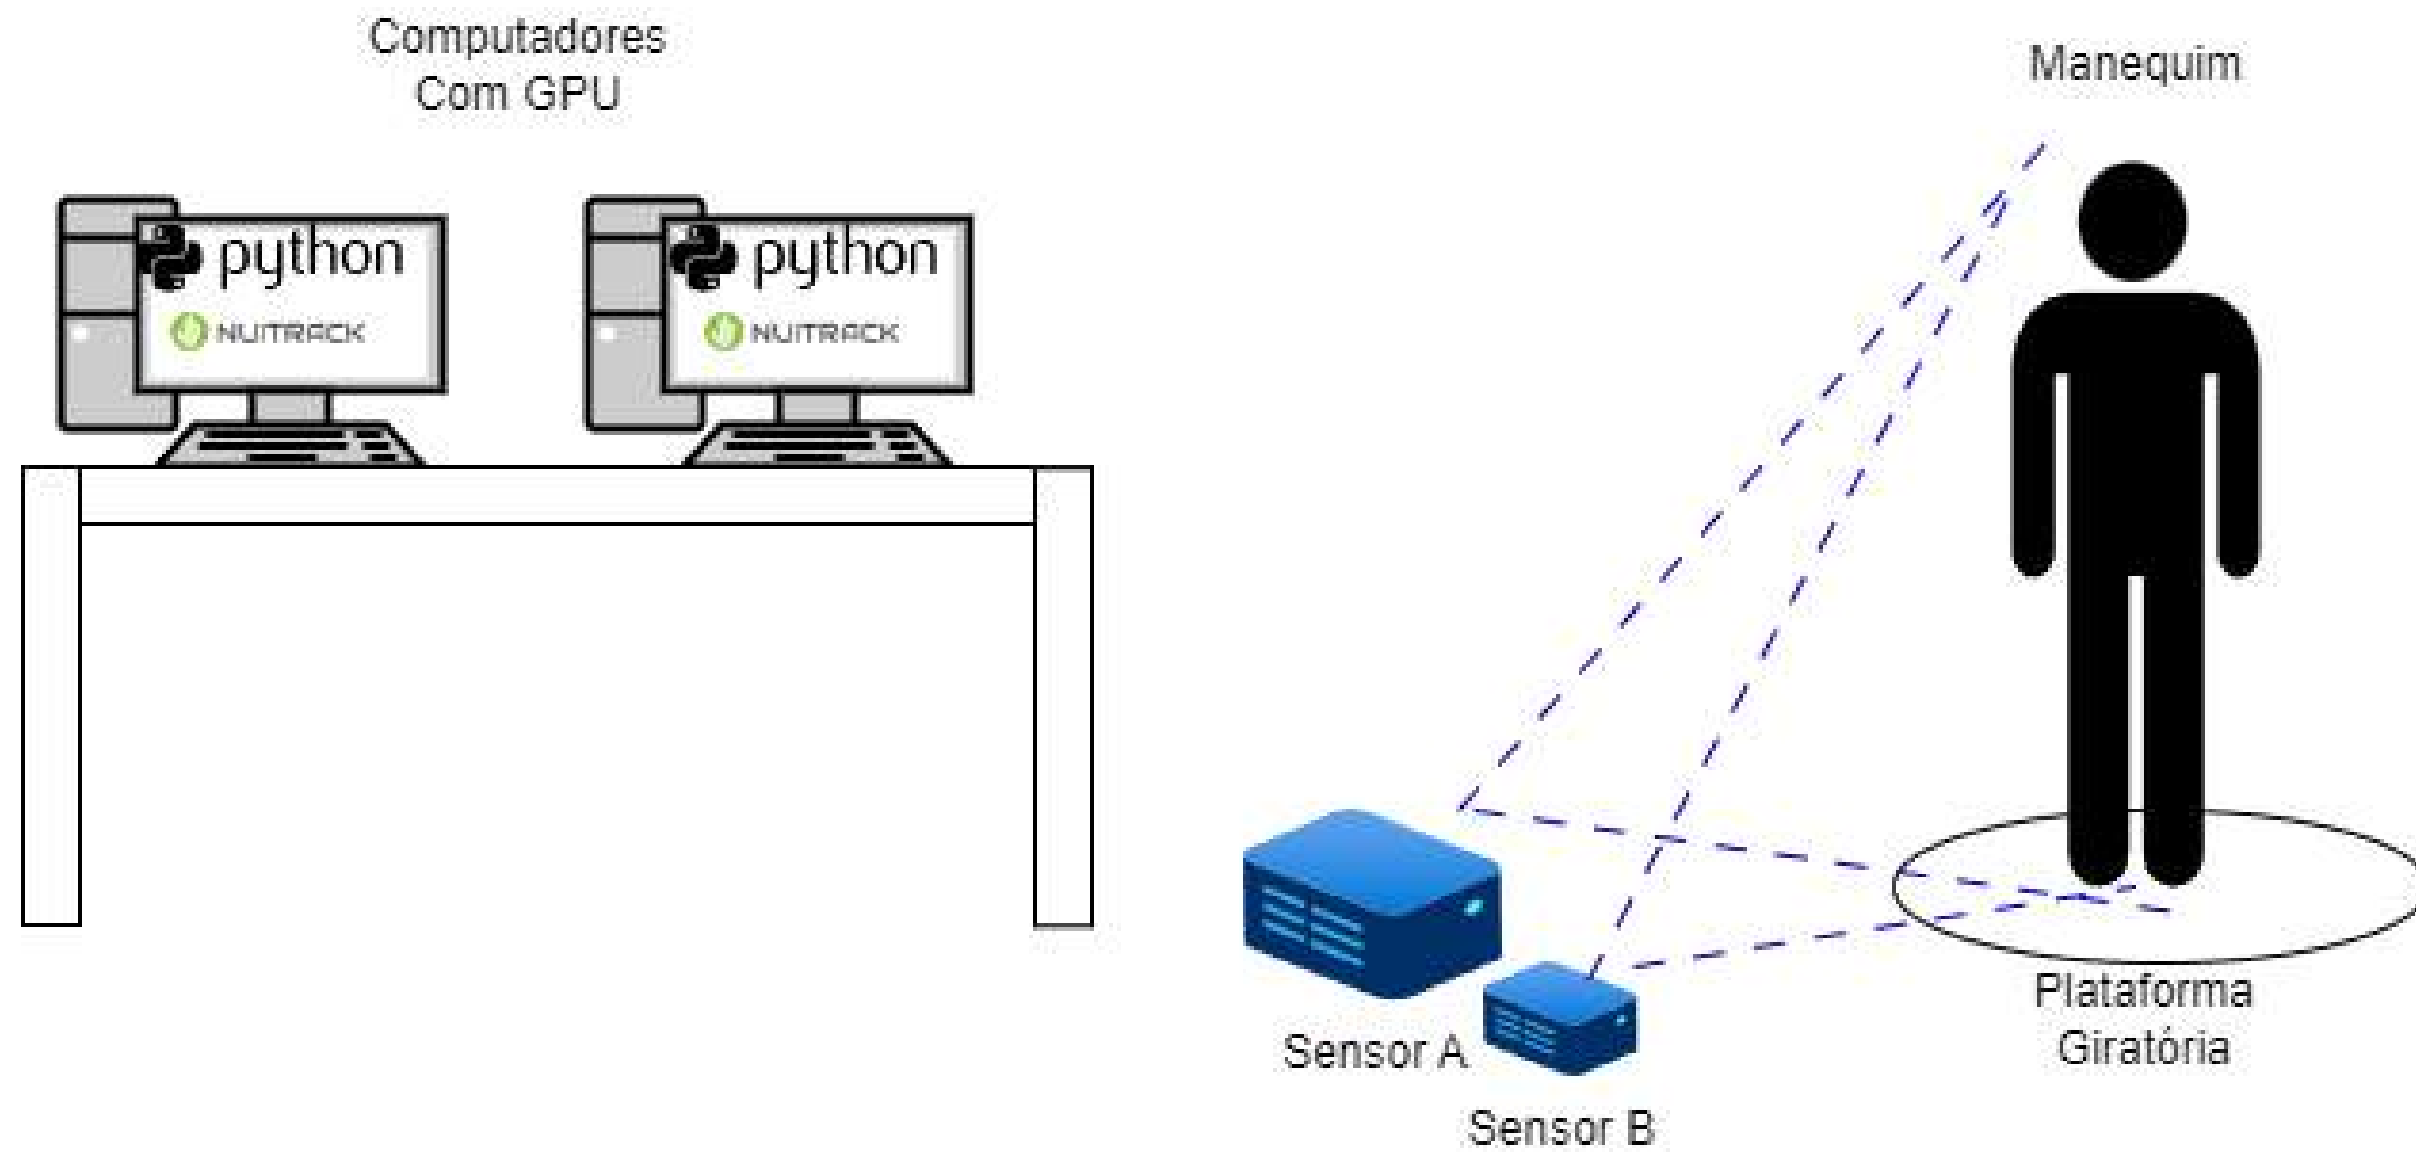 Computadores
Com GPU
python
NUITRACK
python
NUITRACK
Manequim
Sensor A
Sensor B
Plataforma
Giratória